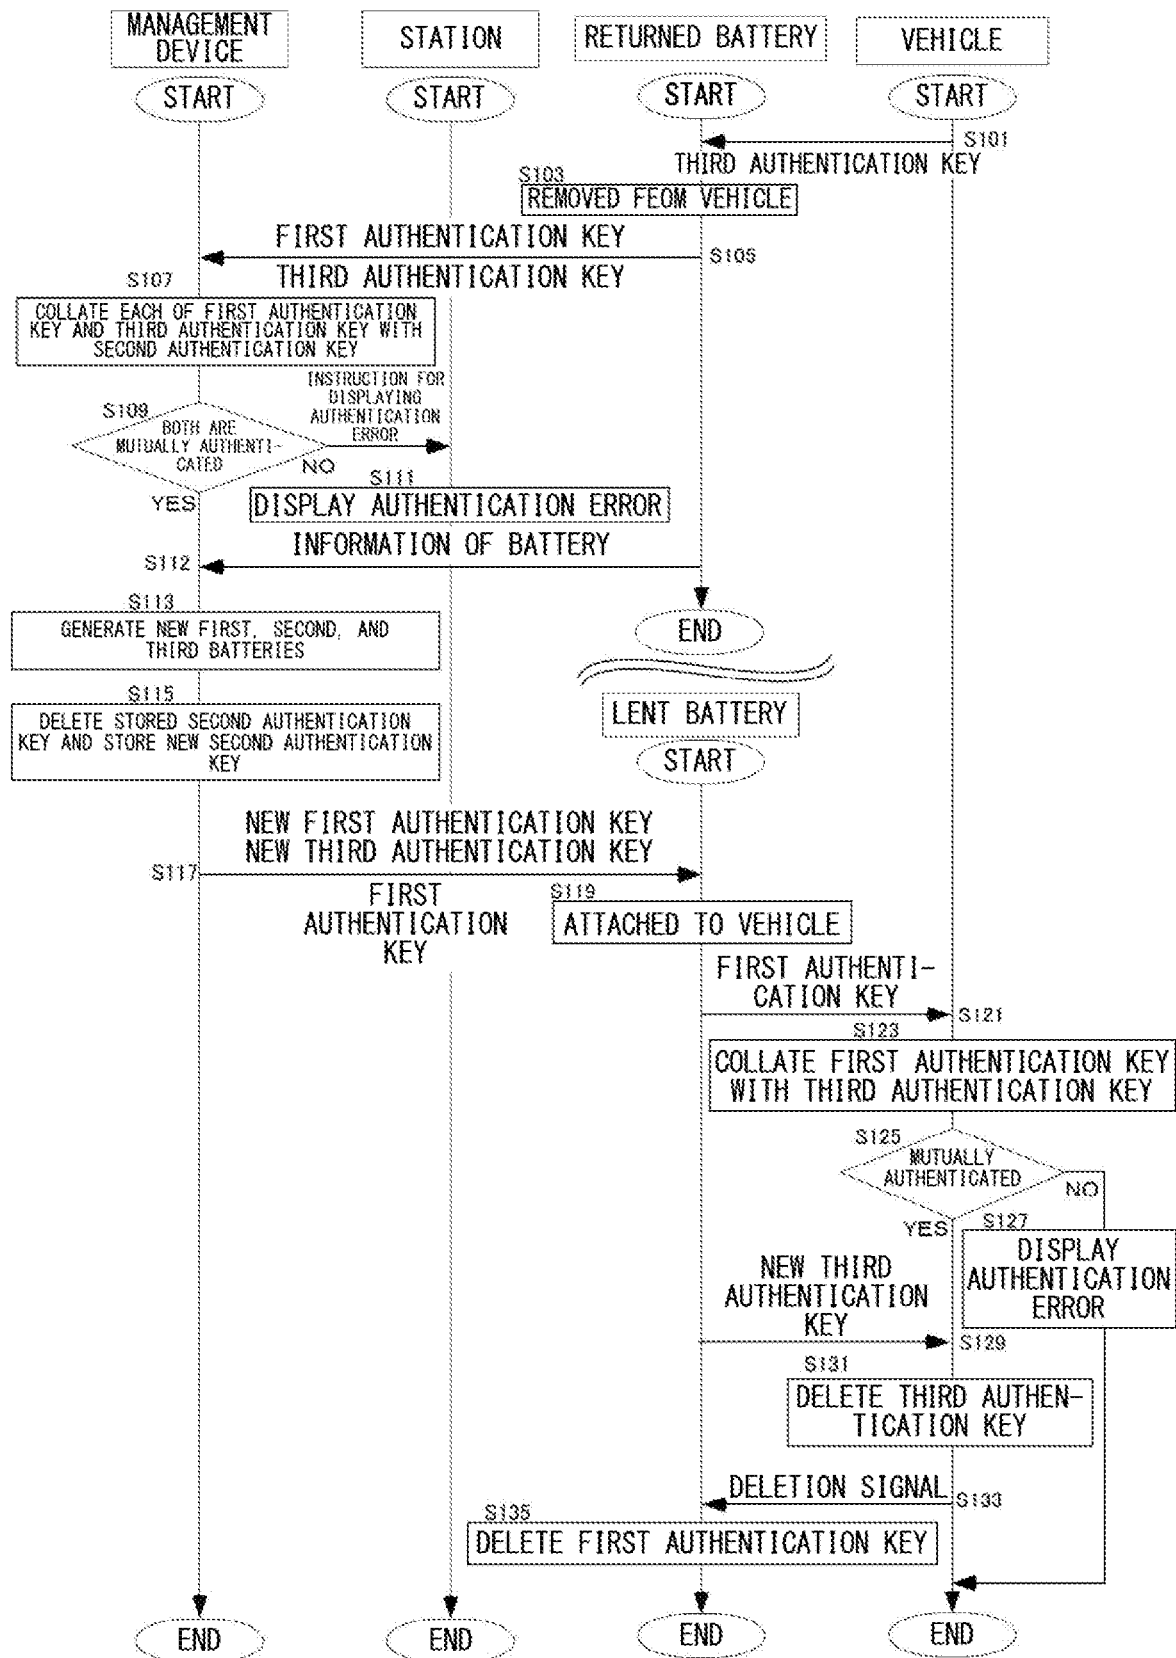 MANAGEMENT
DEVICE
STATION
RETURNED BATTERY
VEHICLE
START
START
START
START
S101
THIRD AUTHENTICATION KEY
S103
REMOVED FEOM VEHICLE
FIRST AUTHENTICATION KEY
S105
THIRD AUTHENTICATION KEY
S107
COLLATE EACH OF FIRST AUTHENTICATION
KEY AND THIRD AUTHENTICATION KEY WITH
SECOND AUTHENTICATION KEY
INSTRUCTION FOR
DISPLAYING
AUTHENTICATION
ERROR
S109
BOTH ARE
MUTUALLY AUTHENTI-
CATED
NO
YES
S111
DISPLAY AUTHENTICATION ERROR
INFORMATION OF BATTERY
S112
S113
GENERATE NEW FIRST, SECOND, AND
THIRD BATTERIES
END
S115
DELETE STORED SECOND AUTHENTICATION
KEY AND STORE NEW SECOND AUTHENTICATION
KEY
LENT BATTERY
START
NEW FIRST AUTHENTICATION KEY
NEW THIRD AUTHENTICATION KEY
S117
FIRST
AUTHENTICATION
KEY
S119
ATTACHED TO VEHICLE
FIRST AUTHENTI-
CATION KEY
S121
S123
COLLATE FIRST AUTHENTICATION KEY
WITH THIRD AUTHENTICATION KEY
S125
MUTUALLY
AUTHENTICATED
NO
YES
S127
DISPLAY
AUTHENTICATION
ERROR
NEW THIRD
AUTHENTICATION
KEY
S129
S131
DELETE THIRD AUTHEN-
TICATION KEY
DELETION SIGNAL
S133
S135
DELETE FIRST AUTHENTICATION KEY
END
END
END
END